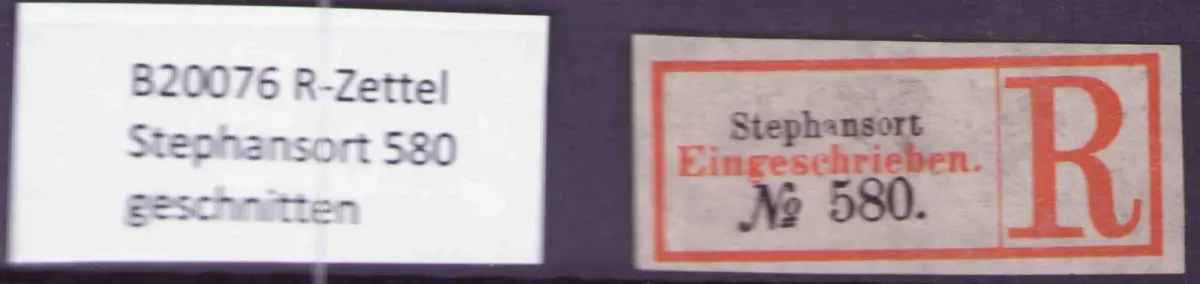 B20076 R-Zettel
Stephansort 580
geschnitten
Stephansort
Eingeschrieben.
№ 580.
R